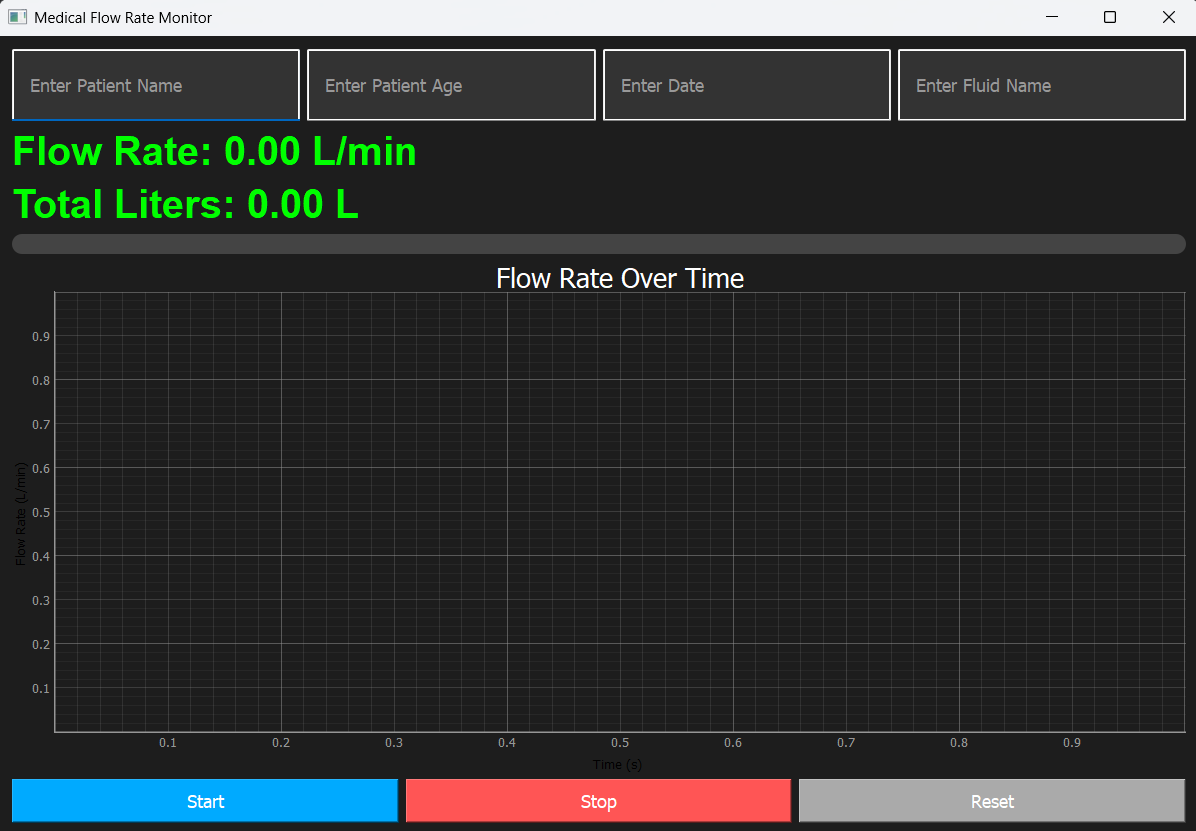 Medical Flow Rate Monitor
Enter Patient Name Enter Patient Age Enter Date Enter Fluid Name
Flow Rate: 0.00 L/min
Total Liters: 0.00 L
Flow Rate Over Time
Flow Rate (L/min)
0.9
0.8
0.7
0.6
0.5
0.4
0.3
0.2
0.1
0.1 0.2 0.3 0.4 0.5 0.6 0.7 0.8 0.9
Time (s)
Start Stop Reset